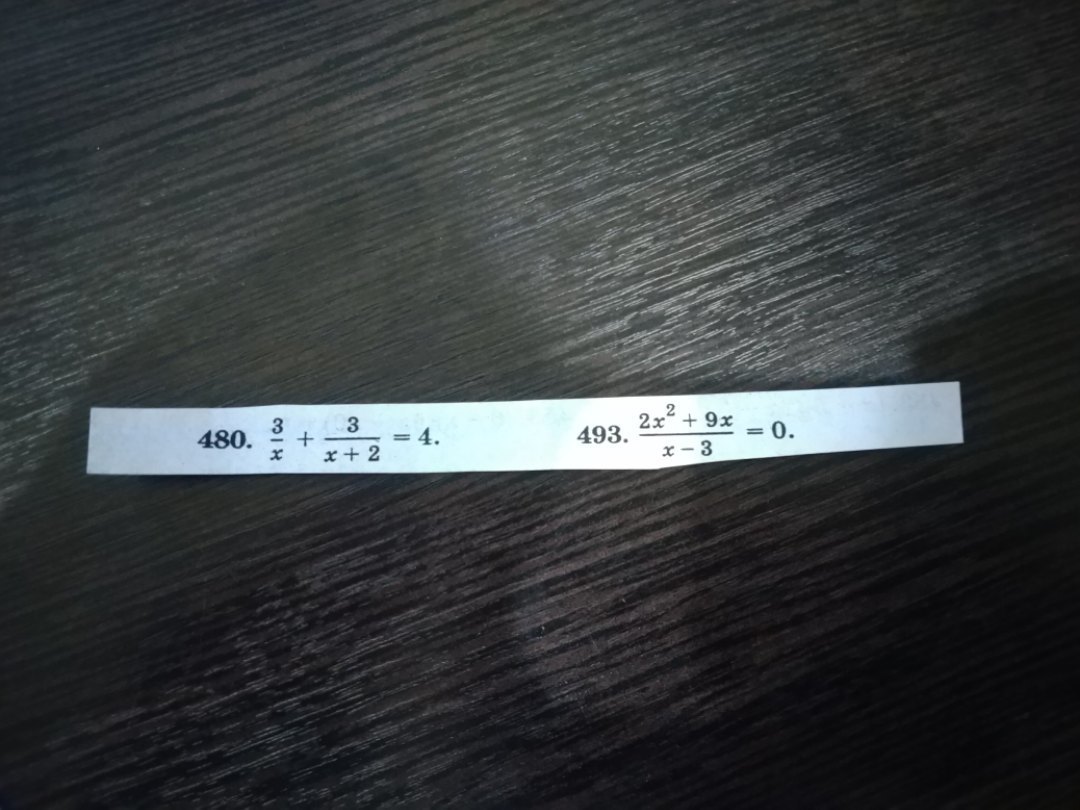 480. 3/x + 3/(x + 2) = 4. 493. (2x² + 9x)/(x − 3) = 0.